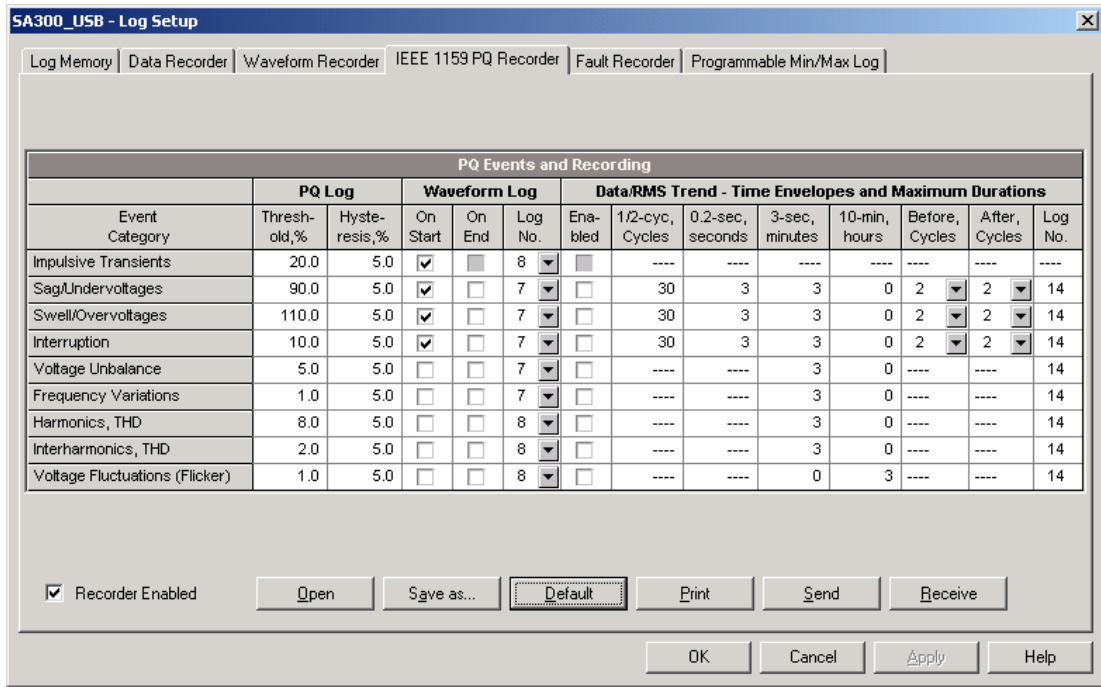 SA300_USB - Log Setup
Log Memory Data Recorder Waveform Recorder IEEE 1159 PQ Recorder Fault Recorder Programmable Min/Max Log
PQ Events and Recording
PQ Log Waveform Log Data/RMS Trend - Time Envelopes and Maximum Durations
Event Thresh- Hyste- On On Log Ena- 1/2-cyc, 0.2-sec, 3-sec, 10-min, Before, After, Log
Category old,% resis,% Start End No. bled Cycles seconds minutes hours Cycles Cycles No.
Impulsive Transients 20.0 5.0 8 ---- ---- ---- ---- ---- ---- ----
Sag/Undervoltages 90.0 5.0 7 30 3 3 0 2 2 14
Swell/Overvoltages 110.0 5.0 7 30 3 3 0 2 2 14
Interruption 10.0 5.0 7 30 3 3 0 2 2 14
Voltage Unbalance 5.0 5.0 7 ---- ---- 3 0 ---- ---- 14
Frequency Variations 1.0 5.0 7 ---- ---- 3 0 ---- ---- 14
Harmonics, THD 8.0 5.0 8 ---- ---- 3 0 ---- ---- 14
Interharmonics, THD 2.0 5.0 8 ---- ---- 3 0 ---- ---- 14
Voltage Fluctuations (Flicker) 1.0 5.0 8 ---- ---- 0 3 ---- ---- 14
Recorder Enabled Open Save as... Default Print Send Receive
OK Cancel Apply Help